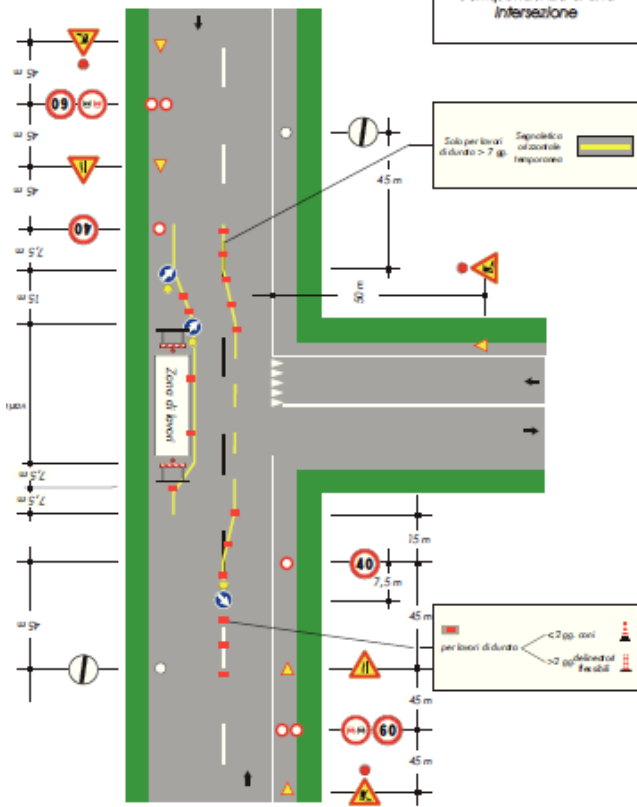 Intersezione
Solo per lavori
di durata > 7 gg.
Segnaletica
orizzontale
temporanea
45 m
60
45 m
45 m
45 m
40
7,5 m
15 m
50 m
Zona di lavori
7,5 m
7,5 m
15 m
40
7,5 m
45 m
45 m
per lavori di durata
< 2 gg. coni
>2 gg delineatori
flessibili
45 m
60
45 m